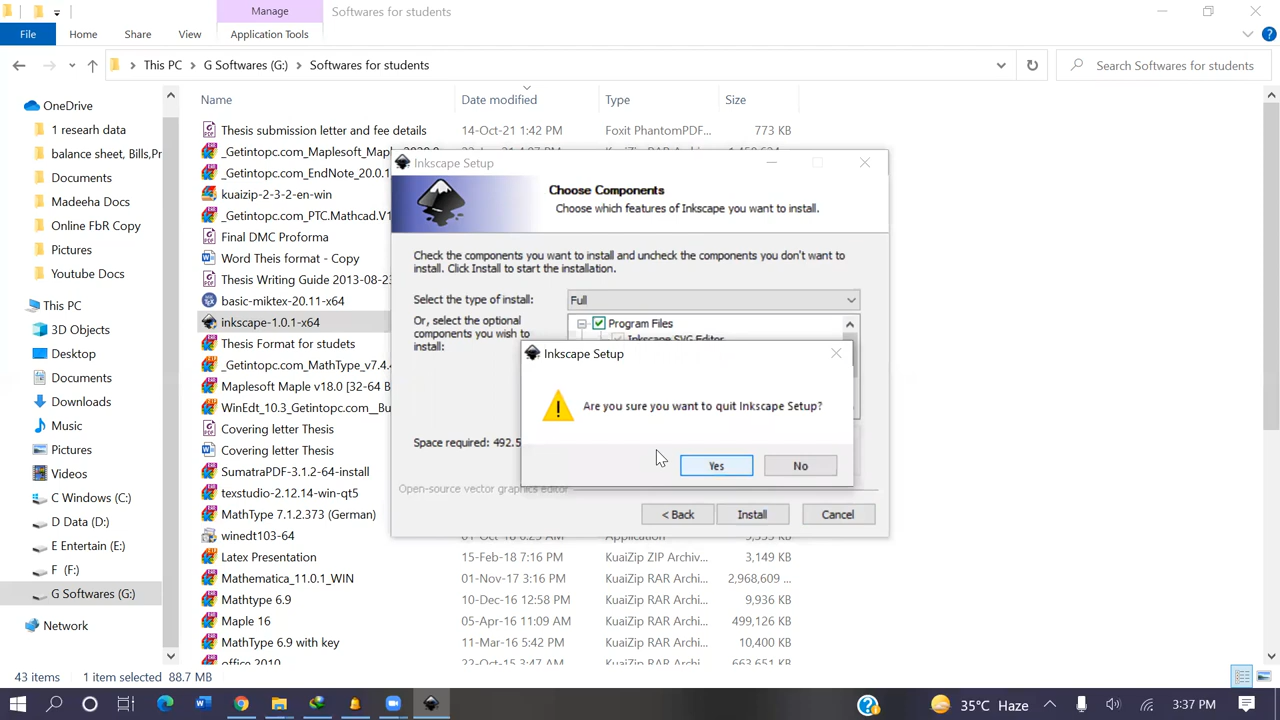 Manage
Softwares for students
File
Home
Share
View
Application Tools
This PC
G Softwares (G:)
Softwares for students
Search Softwares for students
Name
Date modified
Type
Size
OneDrive
1 researh data
balance sheet, Bills,Pr
Documents
Madeeha Docs
Online FbR Copy
Pictures
Youtube Docs
This PC
3D Objects
Desktop
Documents
Downloads
Music
Pictures
Videos
C Windows (C:)
D Data (D:)
E Entertain (E:)
F (F:)
G Softwares (G:)
Network
Thesis submission letter and fee details 14-Oct-21 1:42 PM Foxit PhantomPDF... 773 KB
_Getintopc.com_Maplesoft_Maple_2020.0
_Getintopc.com_EndNote_20.0.1
kuaizip-2-3-2-en-win
_Getintopc.com_PTC.Mathcad.V1
Final DMC Proforma
Word Theis format - Copy
Thesis Writing Guide 2013-08-23
basic-miktex-20.11-x64
inkscape-1.0.1-x64
Thesis Format for studets
_Getintopc.com_MathType_v7.4.
Maplesoft Maple v18.0 [32-64 B
WinEdt_10.3_Getintopc.com__Bu
Covering letter Thesis
Covering letter Thesis
SumatraPDF-3.1.2-64-install
texstudio-2.12.14-win-qt5
MathType 7.1.2.373 (German)
winedt103-64
Latex Presentation 15-Feb-18 7:16 PM KuaiZip ZIP Archiv... 3,149 KB
Mathematica_11.0.1_WIN 01-Nov-17 3:16 PM KuaiZip RAR Archi... 2,968,609 ...
Mathtype 6.9 10-Dec-16 12:58 PM KuaiZip RAR Archi... 9,936 KB
Maple 16 05-Apr-16 11:09 AM KuaiZip RAR Archi... 499,126 KB
MathType 6.9 with key 11-Mar-16 5:42 PM KuaiZip RAR Archi... 10,400 KB
office 2010 22-Oct-15 3:47 AM KuaiZip RAR Archi... 663,651 KB
Inkscape Setup
Choose Components
Choose which features of Inkscape you want to install.
Check the components you want to install and uncheck the components you don't want to
install. Click Install to start the installation.
Select the type of install:
Full
Or, select the optional
components you wish to
install:
Program Files
Inkscape SVG Editor
Space required: 492.5
Open-source vector graphics editor
< Back
Install
Cancel
Inkscape Setup
Are you sure you want to quit Inkscape Setup?
Yes
No
43 items
1 item selected 88.7 MB
35°C Haze
3:37 PM